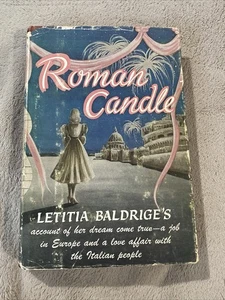 Roman
Candle
LETITIA BALDRIGE'S
account of her dream come true—a job
in Europe and a love affair with
the Italian people